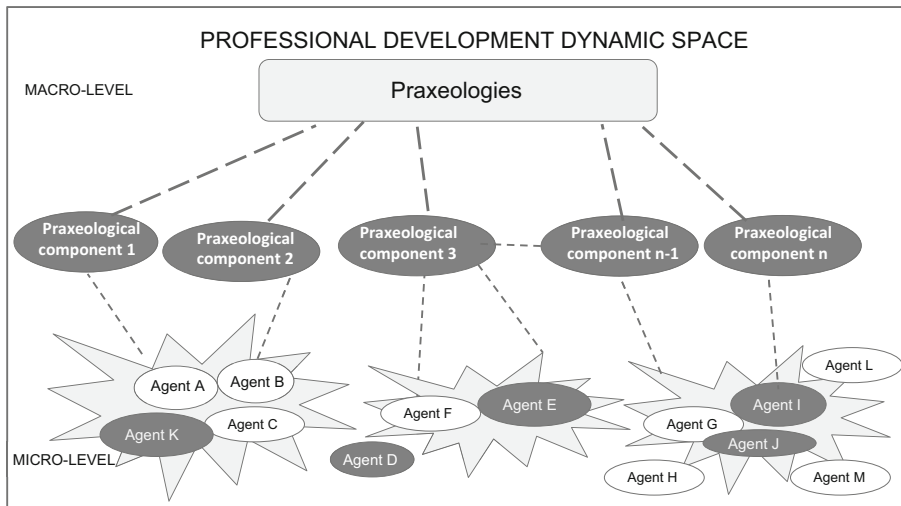 PROFESSIONAL DEVELOPMENT DYNAMIC SPACE
MACRO-LEVEL
Praxeologies
Praxeological
component 1
Praxeological
component 2
Praxeological
component 3
Praxeological
component n-1
Praxeological
component n
Agent A
Agent B
Agent K
Agent C
Agent F
Agent E
Agent D
Agent L
Agent I
Agent G
Agent J
Agent H
Agent M
MICRO-LEVEL